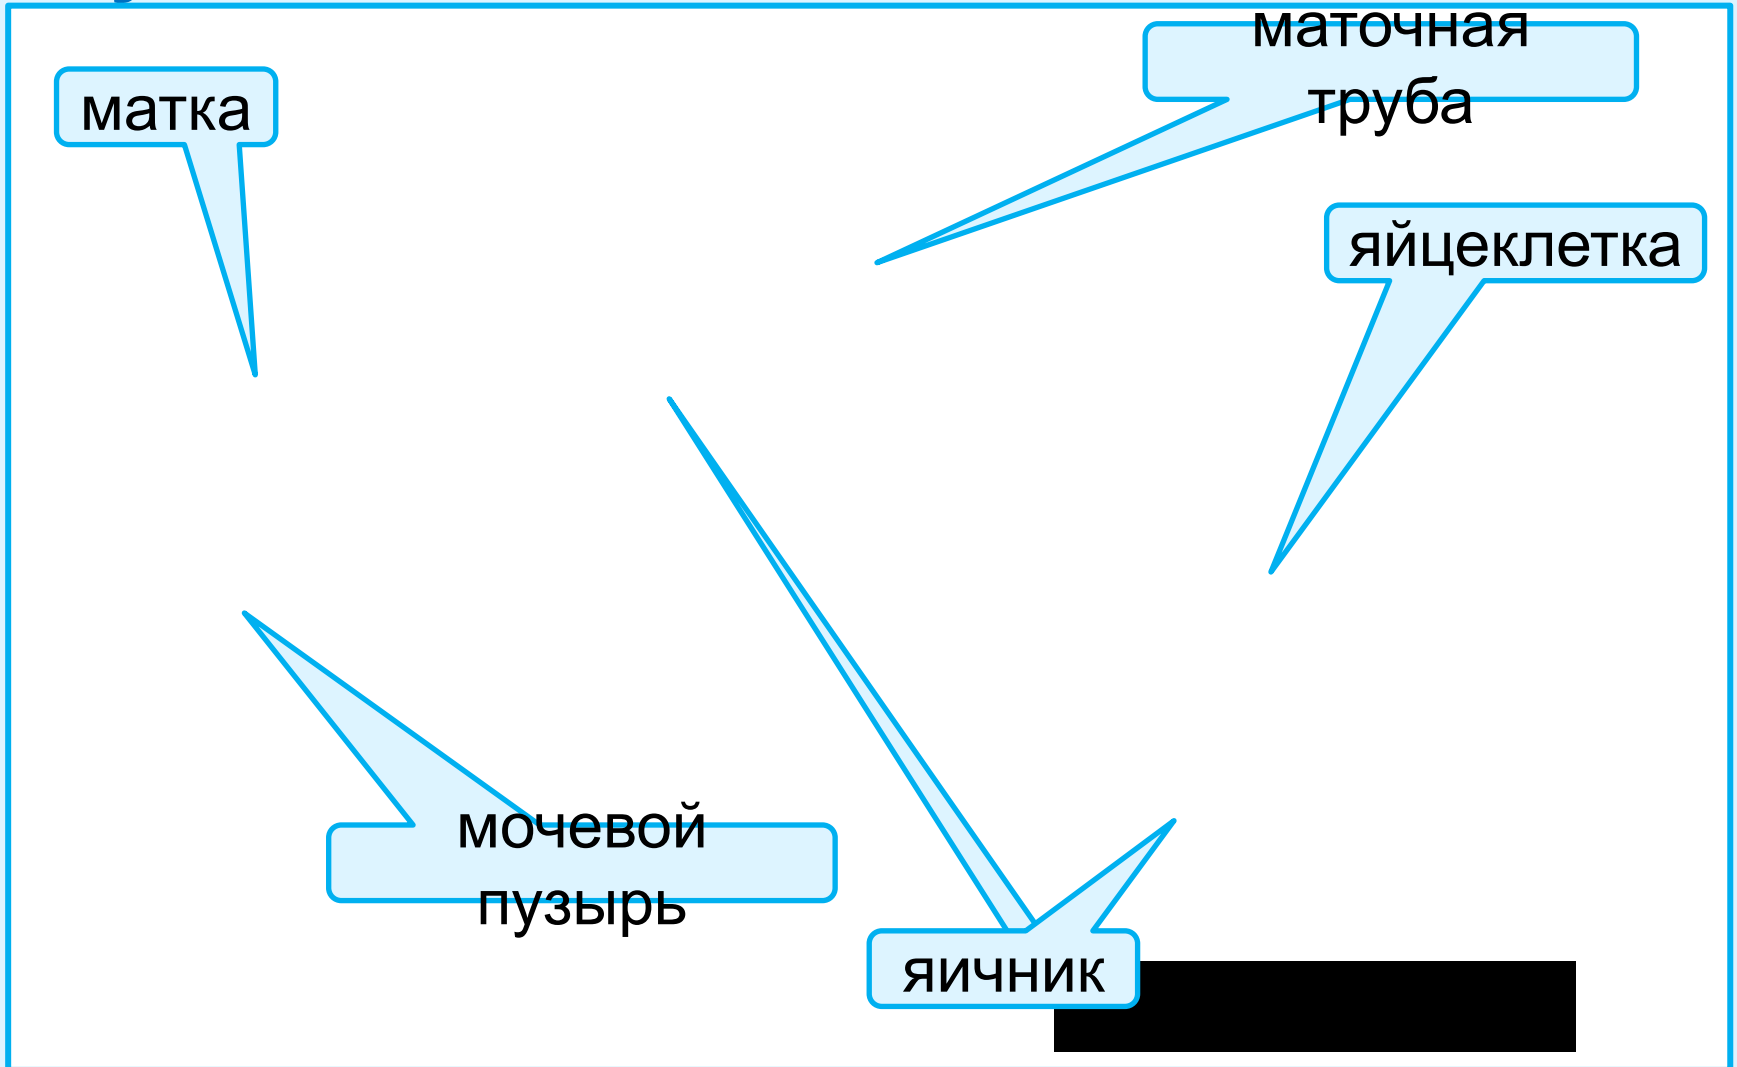 маточная
труба
матка
яйцеклетка
мочевой
пузырь
яичник